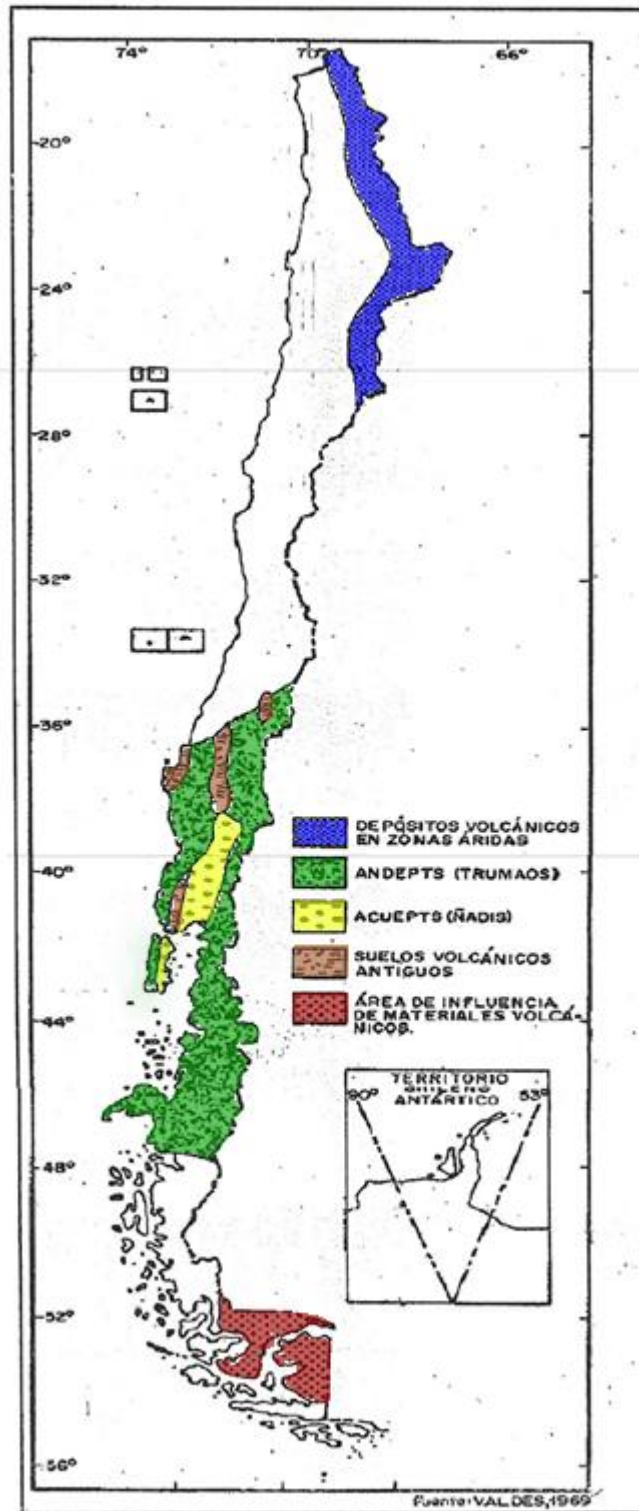 74° 70° 66°
20°
24°
28°
32°
36°
40°
44°
48°
52°
56°
DEPÓSITOS VOLCÁNICOS
EN ZONAS ÁRIDAS
ANDEPTS (TRUMAOS)
ACUEPTS (ÑADIS)
SUELOS VOLCÁNICOS
ANTIGUOS
ÁREA DE INFLUENCIA
DE MATERIALES VOLCÁ-
NICOS.
TERRITORIO
CHILENO
ANTÁRTICO
90° 53°
Fuente: VALDES, 1969